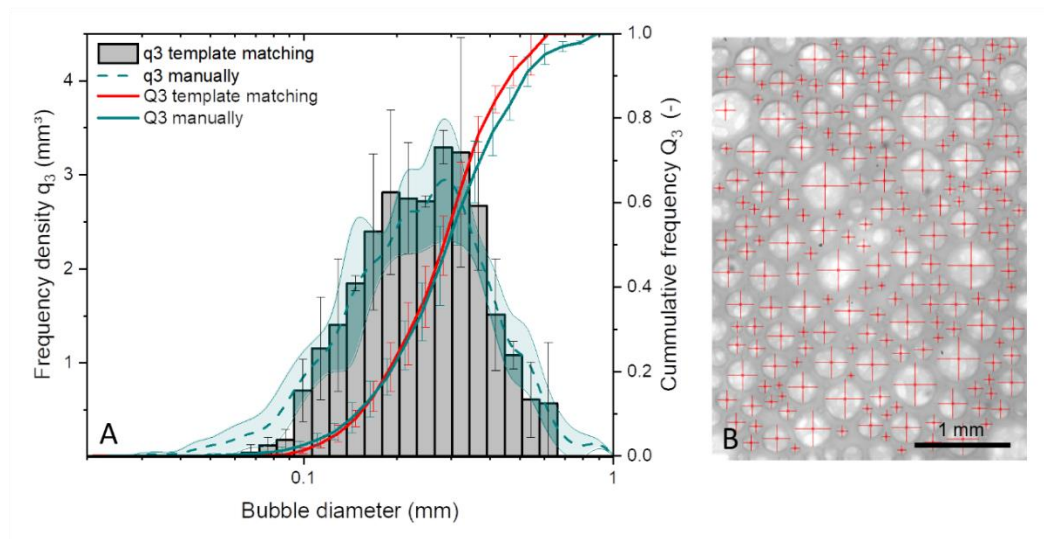 q3 template matching
q3 manually
Q3 template matching
Q3 manually
4
3
2
1
Frequency density q3 (mm³)
1.0
0.8
0.6
0.4
0.2
0.0
Cummulative frequency Q3 (-)
A
0.1
1
Bubble diameter (mm)
B
1 mm